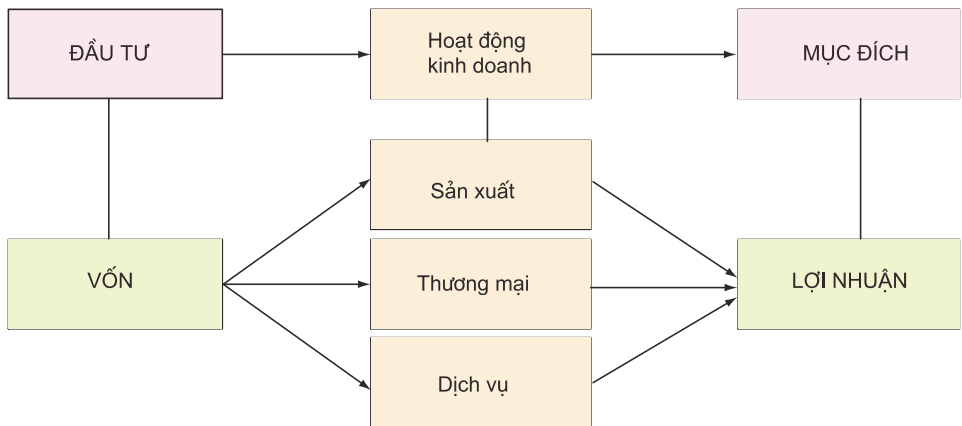 ĐẦU TƯ
Hoạt động
kinh doanh
MỤC ĐÍCH
Sản xuất
VỐN
Thương mại
LỢI NHUẬN
Dịch vụ